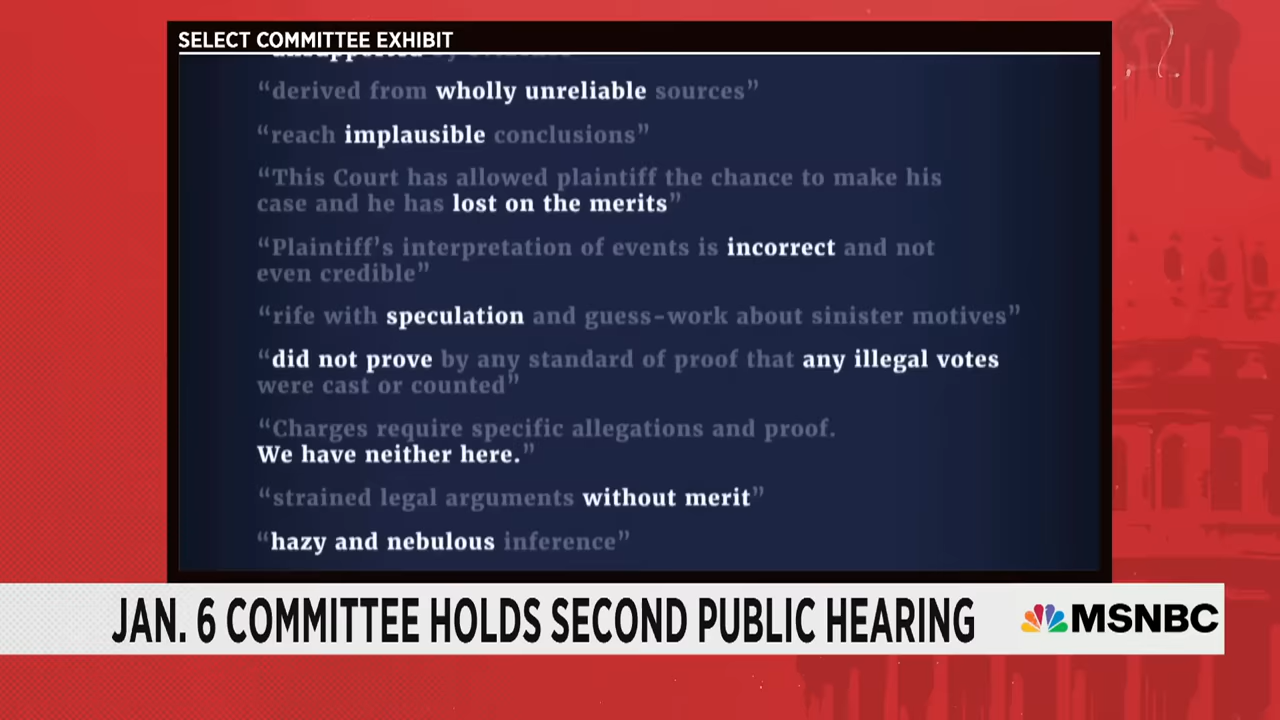 SELECT COMMITTEE EXHIBIT
"derived from wholly unreliable sources"
"reach implausible conclusions"
"This Court has allowed plaintiff the chance to make his
case and he has lost on the merits"
"Plaintiff's interpretation of events is incorrect and not
even credible"
"rife with speculation and guess-work about sinister motives"
"did not prove by any standard of proof that any illegal votes
were cast or counted"
"Charges require specific allegations and proof.
We have neither here."
"strained legal arguments without merit"
"hazy and nebulous inference"
JAN. 6 COMMITTEE HOLDS SECOND PUBLIC HEARING
MSNBC